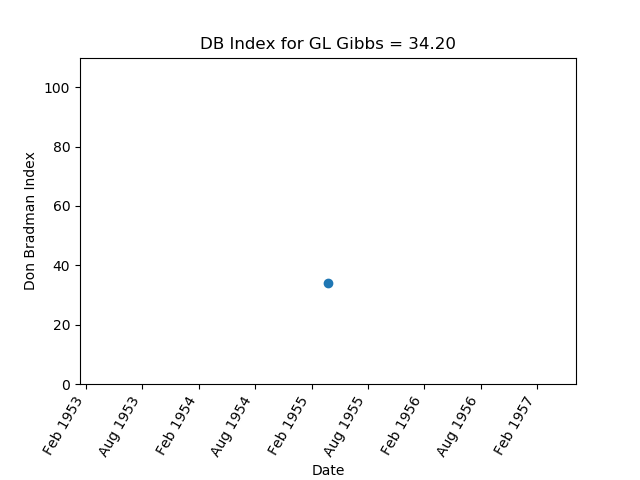 DB Index for GL Gibbs = 34.20
100
80
60
40
20
0
Don Bradman Index
Feb 1953
Aug 1953
Feb 1954
Aug 1954
Feb 1955
Aug 1955
Feb 1956
Aug 1956
Feb 1957
Date